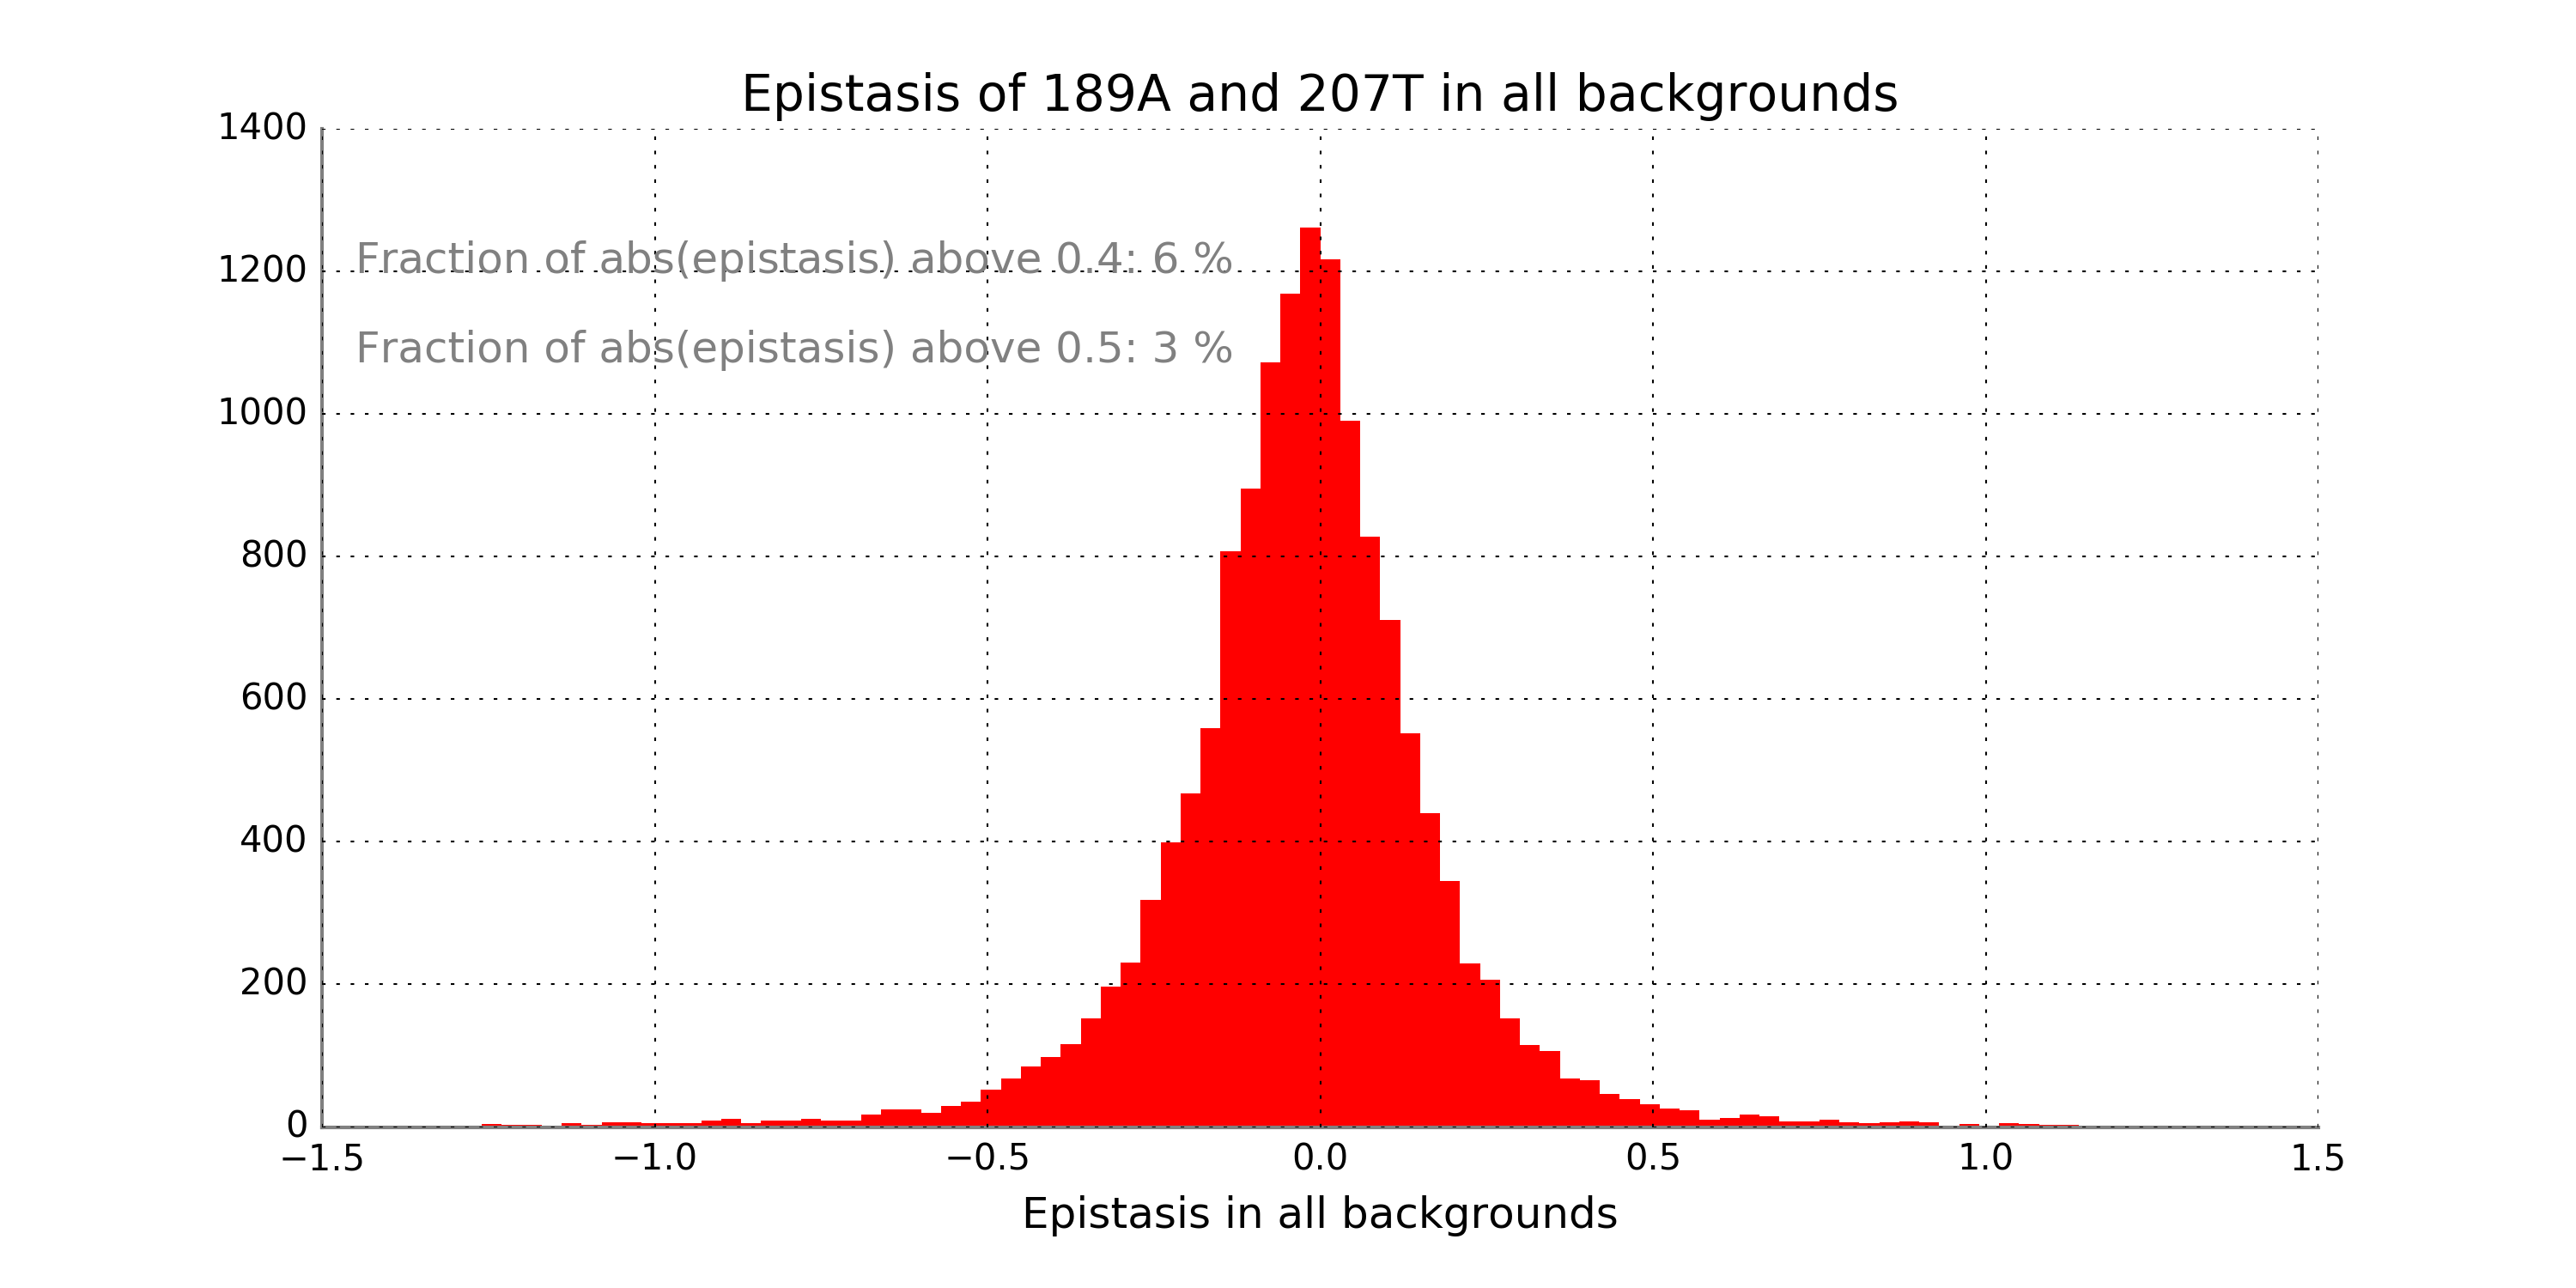 Epistasis of 189A and 207T in all backgrounds
1400
Fraction of abs(epistasis) above 0.4: 6 %
1200
Fraction of abs(epistasis) above 0.5: 3 %
1000
800
600
400
200
0
−1.5 −1.0 −0.5 0.0 0.5 1.0 1.5
Epistasis in all backgrounds